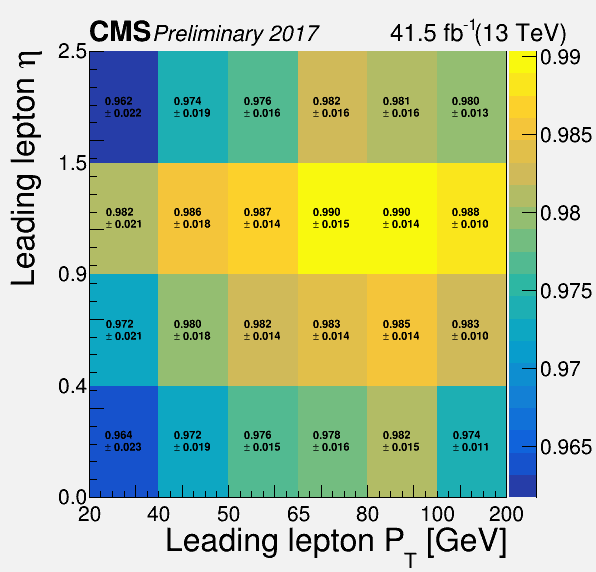 CMS Preliminary 2017 41.5 fb⁻¹(13 TeV)
Leading lepton η
2.5
1.5
0.9
0.4
0.0
0.962 0.974 0.976 0.982 0.981 0.980
± 0.022 ± 0.019 ± 0.016 ± 0.016 ± 0.016 ± 0.013
0.982 0.986 0.987 0.990 0.990 0.988
± 0.021 ± 0.018 ± 0.014 ± 0.015 ± 0.014 ± 0.010
0.972 0.980 0.982 0.983 0.985 0.983
± 0.021 ± 0.018 ± 0.014 ± 0.014 ± 0.014 ± 0.010
0.964 0.972 0.976 0.978 0.982 0.974
± 0.023 ± 0.019 ± 0.015 ± 0.016 ± 0.015 ± 0.011
20 40 50 65 80 100 200
Leading lepton P_T [GeV]
0.99
0.985
0.98
0.975
0.97
0.965